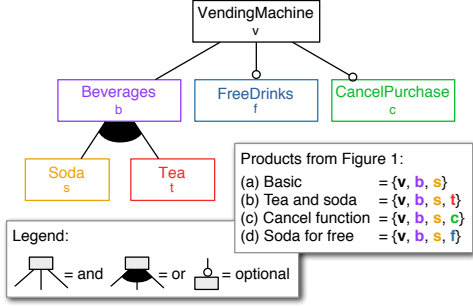 VendingMachine
v
Beverages
b
FreeDrinks
f
CancelPurchase
c
Soda
s
Tea
t
Products from Figure 1:
(a) Basic = {v, b, s}
(b) Tea and soda = {v, b, s, t}
(c) Cancel function = {v, b, s, c}
(d) Soda for free = {v, b, s, f}
Legend:
= and = or = optional